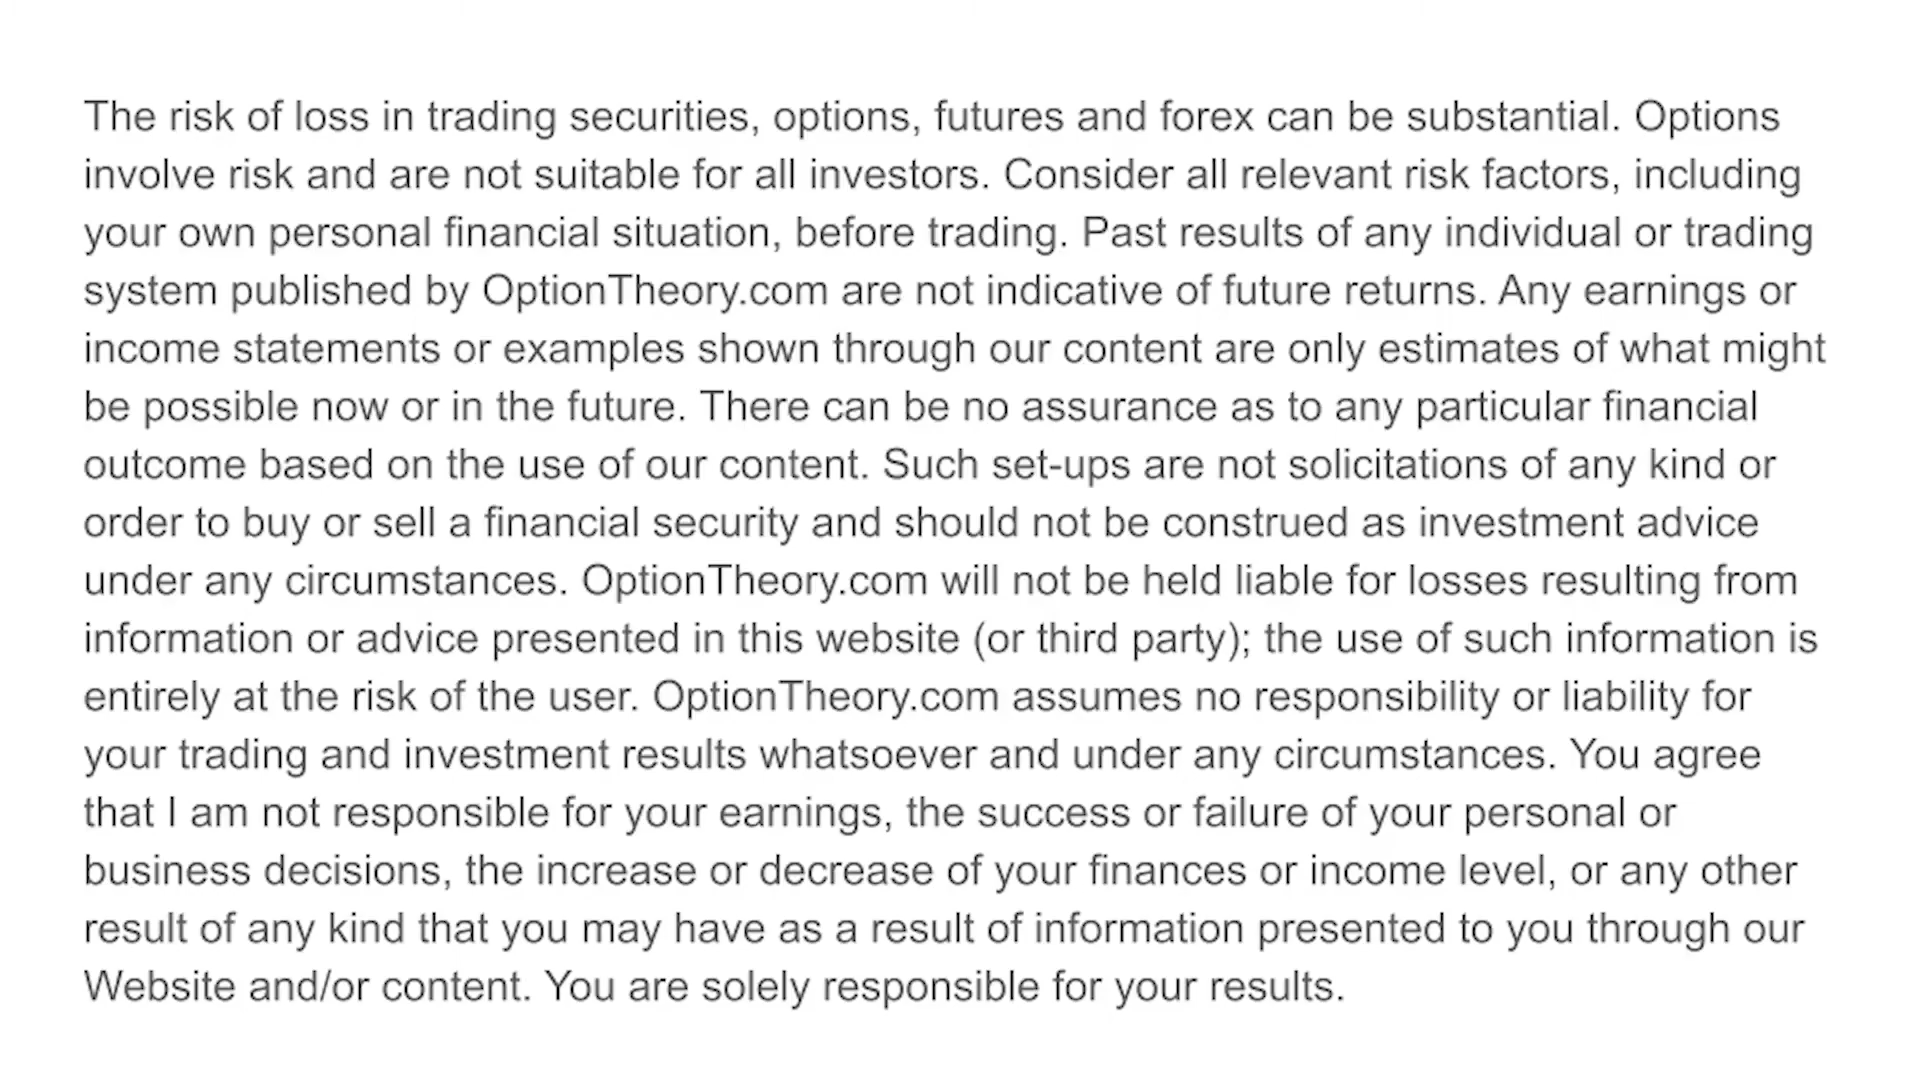 The risk of loss in trading securities, options, futures and forex can be substantial. Options
involve risk and are not suitable for all investors. Consider all relevant risk factors, including
your own personal financial situation, before trading. Past results of any individual or trading
system published by OptionTheory.com are not indicative of future returns. Any earnings or
income statements or examples shown through our content are only estimates of what might
be possible now or in the future. There can be no assurance as to any particular financial
outcome based on the use of our content. Such set-ups are not solicitations of any kind or
order to buy or sell a financial security and should not be construed as investment advice
under any circumstances. OptionTheory.com will not be held liable for losses resulting from
information or advice presented in this website (or third party); the use of such information is
entirely at the risk of the user. OptionTheory.com assumes no responsibility or liability for
your trading and investment results whatsoever and under any circumstances. You agree
that I am not responsible for your earnings, the success or failure of your personal or
business decisions, the increase or decrease of your finances or income level, or any other
result of any kind that you may have as a result of information presented to you through our
Website and/or content. You are solely responsible for your results.